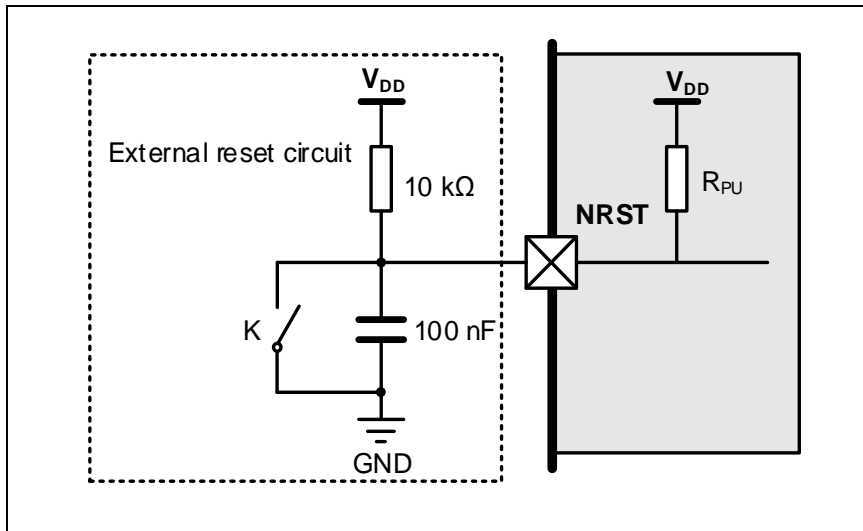 V_DD
V_DD
External reset circuit
10 kΩ
R_PU
NRST
K
100 nF
GND